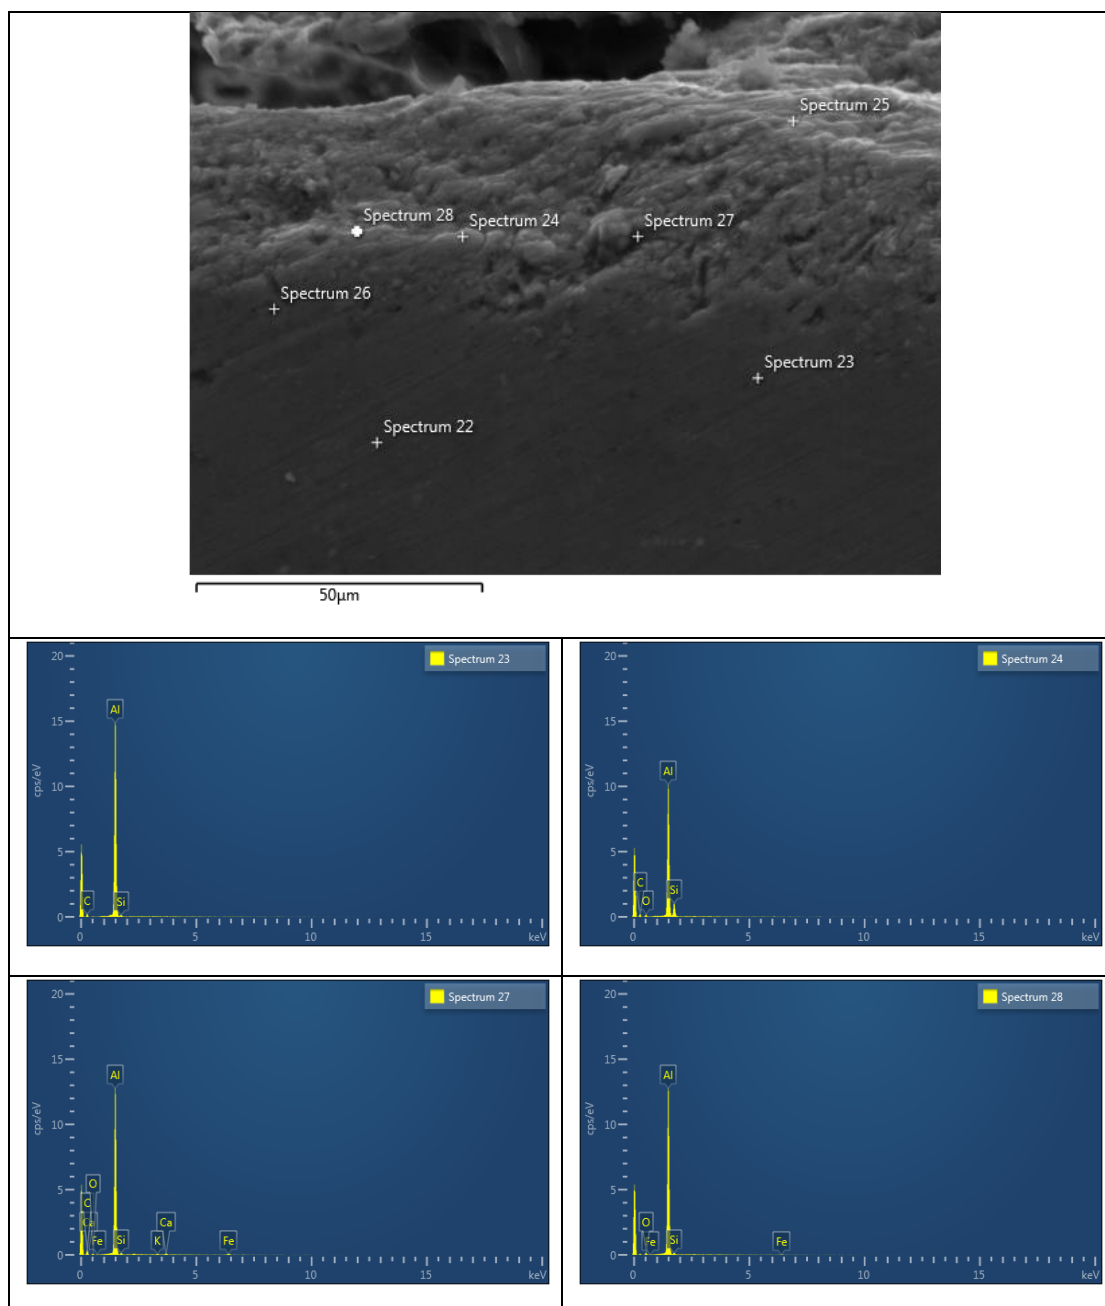 Spectrum 25
Spectrum 28
Spectrum 24
Spectrum 27
Spectrum 26
Spectrum 23
Spectrum 22
50µm
Spectrum 23
20
15
10
5
0
cps/eV
Al
C
Si
0
5
10
15
keV
Spectrum 24
20
15
10
5
0
cps/eV
Al
C
O
Si
0
5
10
15
keV
Spectrum 27
20
15
10
5
0
cps/eV
Al
O
C
Ca
Fe
Si
K
Ca
Fe
0
5
10
15
keV
Spectrum 28
20
15
10
5
0
cps/eV
Al
O
Fe
Si
Fe
0
5
10
15
keV